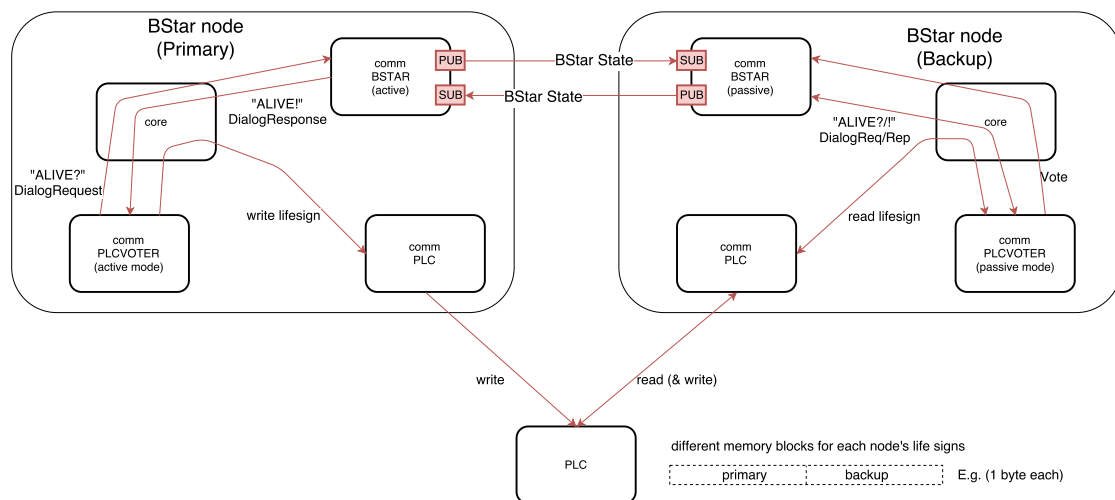 BStar node
(Primary)
comm
BSTAR
(active)
PUB
SUB
BStar State
BStar State
SUB
PUB
comm
BSTAR
(passive)
BStar node
(Backup)
core
"ALIVE!"
DialogResponse
"ALIVE?"
DialogRequest
write lifesign
comm
PLCVOTER
(active mode)
comm
PLC
"ALIVE?/!"
DialogReq/Rep
core
Vote
read lifesign
comm
PLC
comm
PLCVOTER
(passive mode)
write
read (& write)
PLC
different memory blocks for each node's life signs
primary
backup
E.g. (1 byte each)